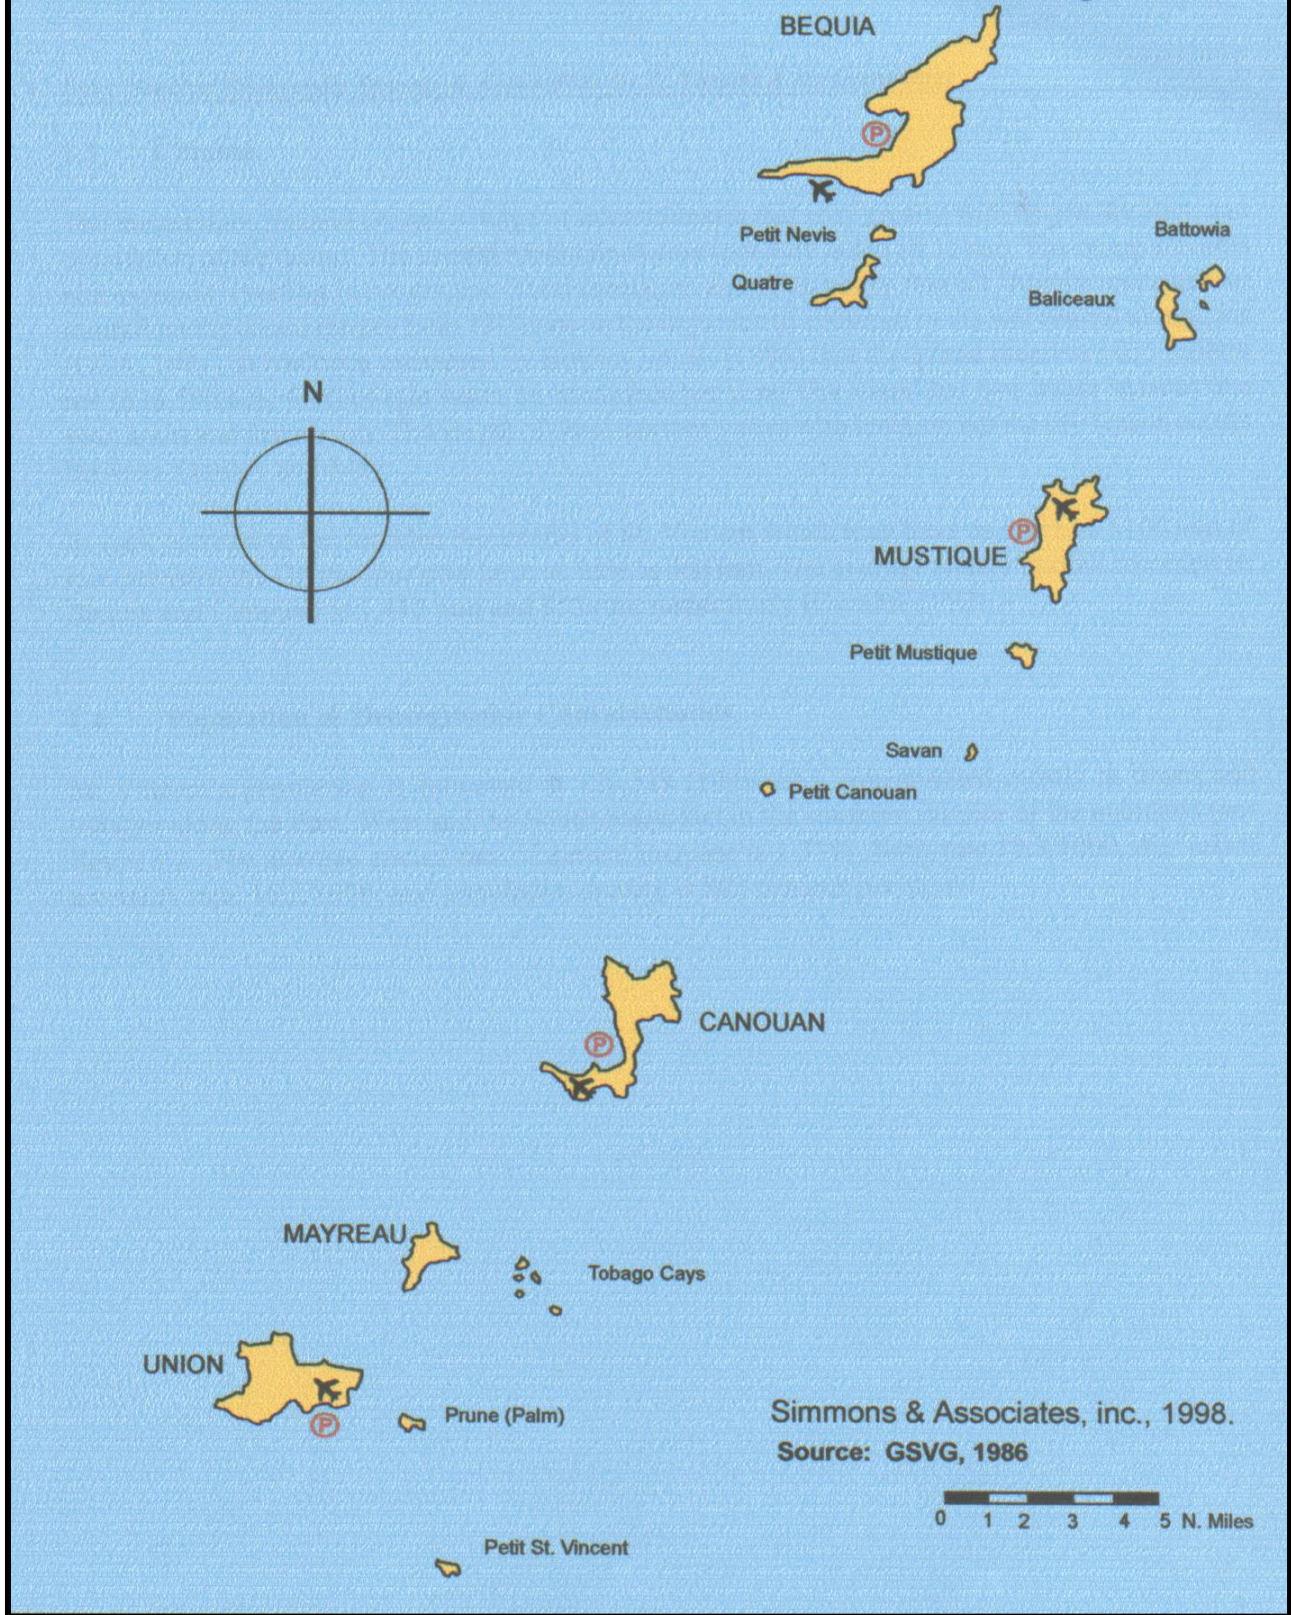 BEQUIA
P
Petit Nevis
Battowia
Quatre
Baliceaux
N
P
MUSTIQUE
Petit Mustique
Savan
Petit Canouan
CANOUAN
P
MAYREAU
Tobago Cays
UNION
P
Prune (Palm)
Simmons & Associates, inc., 1998.
Source: GSVG, 1986
0 1 2 3 4 5 N. Miles
Petit St. Vincent